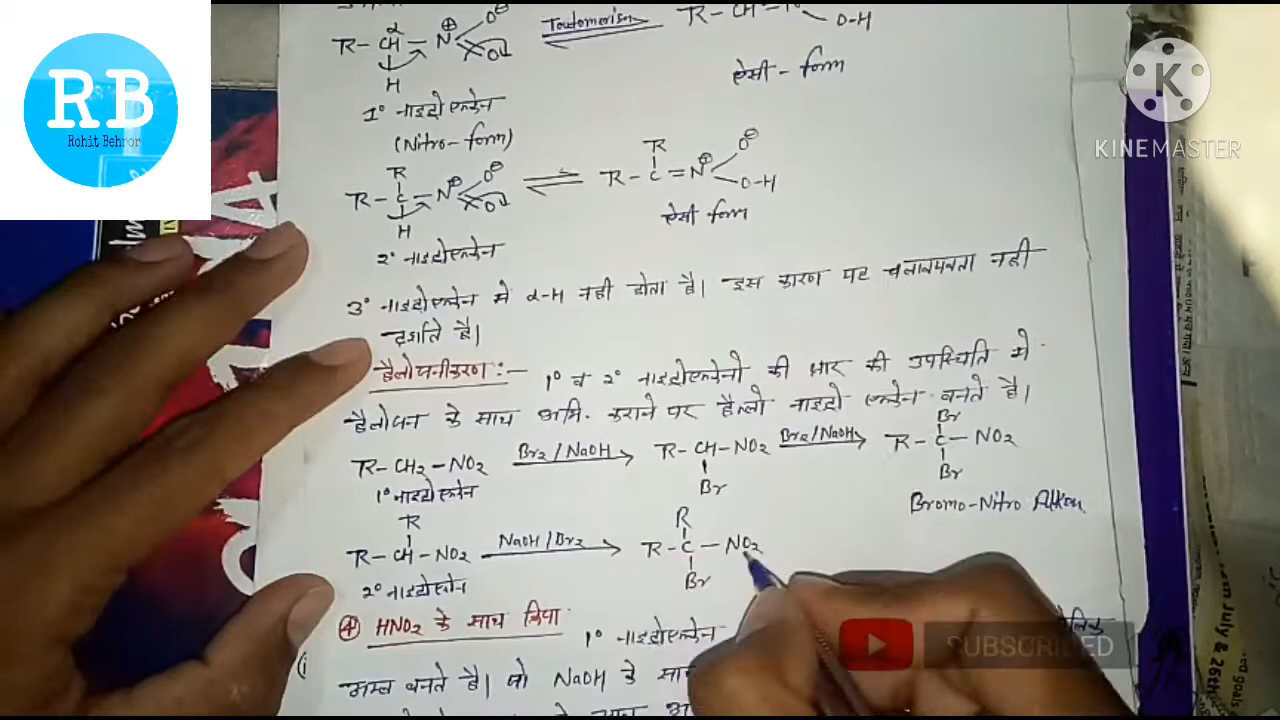 RB
Rohit Behror
K
KINEMASTER
R-CH-N O⊖ Tautomerism
O-H
ऐसी - form
1° नाइट्रोएल्केन
(Nitro-form)
R R
R-C-N⊕ O⊖ ⇌ R-C=N⊕ O⊖
O-H
H ऐसी form
2° नाइट्रोएल्केन
3° नाइट्रोएल्केन में α-H नही होता है। इस कारण यह चलावयवता नही
दर्शाते है।
हैलोजनीकरण :- 1° व 2° नाइट्रोएल्केनो की क्षार की उपस्थिति मे
हैलोजन के साथ अभि. कराने पर हैलो नाइट्रो एल्केन बनते है।
R-CH2-NO2 Br2/NaOH → R-CH-NO2 Br2/NaOH → R-C-NO2
Br Br Br
1° नाइट्रोएल्केन Bromo-Nitro
R R
R-CH-NO2 NaOH/Br2 → R-C-NO2
Br
2° नाइट्रोएल्केन
④ HNO2 के साथ क्रिया
(i 1° नाइट्रोएल्केन
अम्ल बनते है। जो NaOH के
SUBSCRIBED
July & 26th